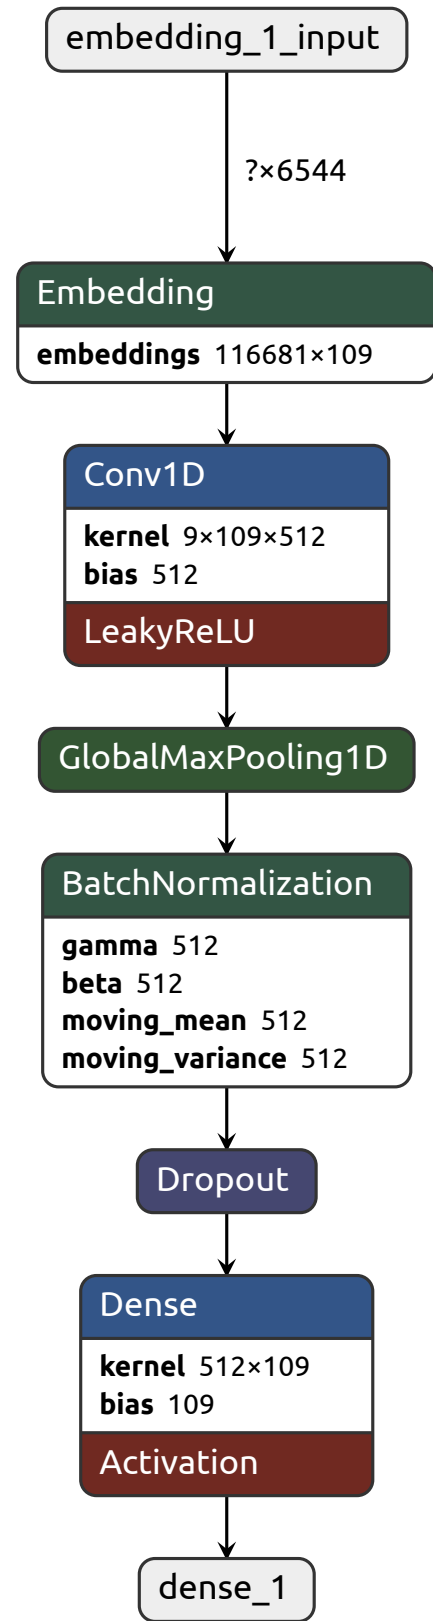 embedding_1_input
?×6544
Embedding
embeddings 116681×109
Conv1D
kernel 9×109×512
bias 512
LeakyReLU
GlobalMaxPooling1D
BatchNormalization
gamma 512
beta 512
moving_mean 512
moving_variance 512
Dropout
Dense
kernel 512×109
bias 109
Activation
dense_1